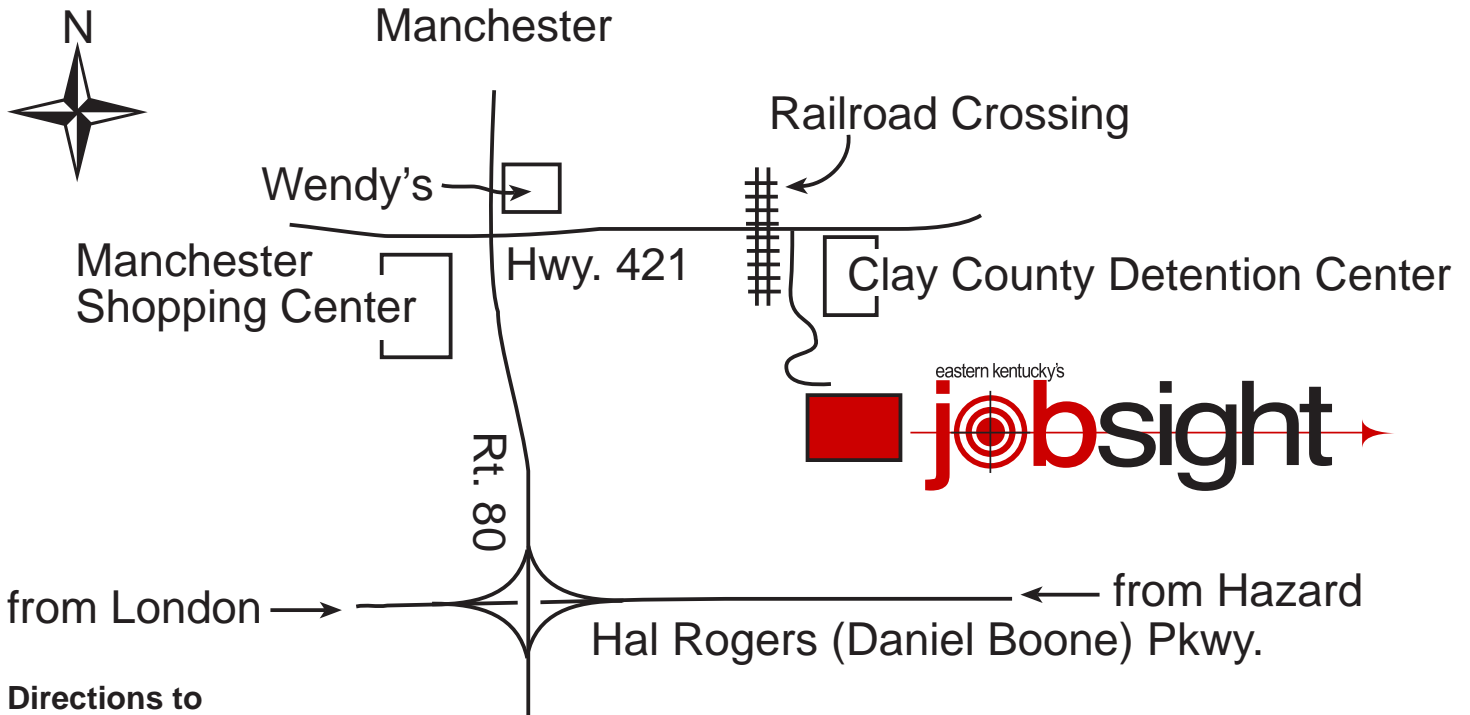 N
Manchester
Railroad Crossing
Wendy's
Hwy. 421
Manchester
Shopping Center
Clay County Detention Center
eastern kentucky's
jobsight
Rt. 80
from London
from Hazard
Hal Rogers (Daniel Boone) Pkwy.
Directions to